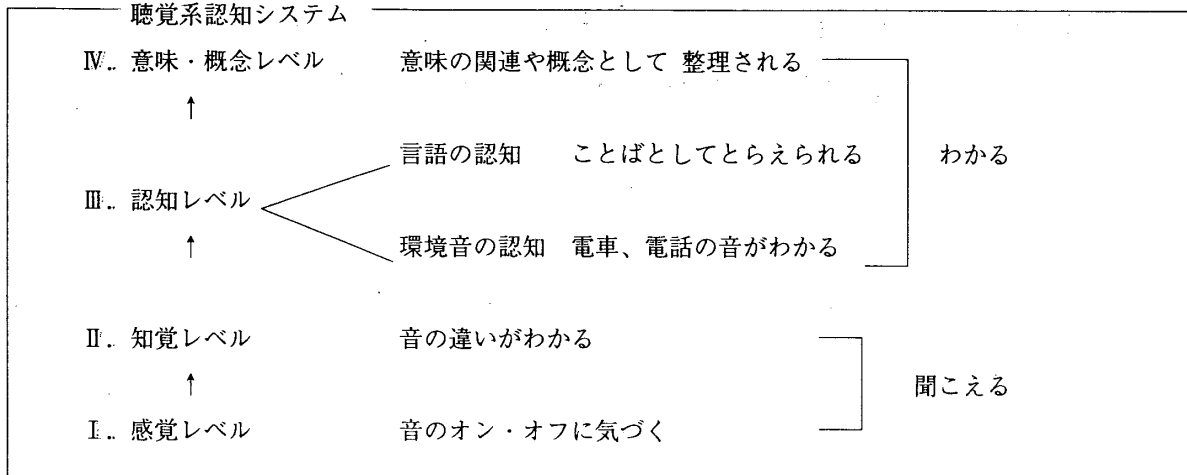 聴覚系認知システム
Ⅳ. 意味・概念レベル 意味の関連や概念として 整理される
↑
言語の認知 ことばとしてとらえられる わかる
Ⅲ. 認知レベル
↑ 環境音の認知 電車、電話の音がわかる
Ⅱ. 知覚レベル 音の違いがわかる
↑ 聞こえる
Ⅰ. 感覚レベル 音のオン・オフに気づく